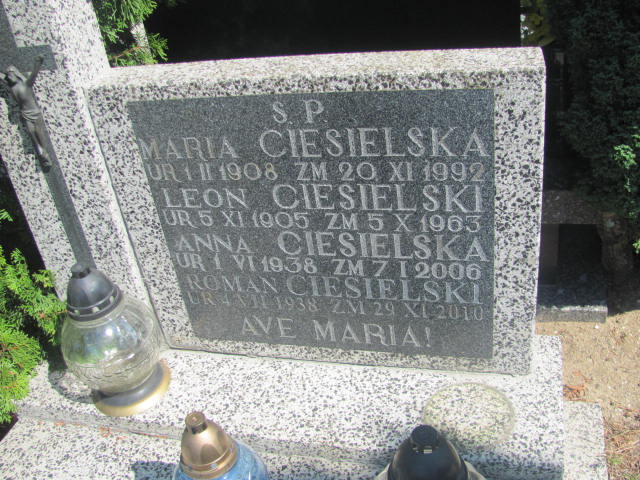 S.P.
MARIA CIESIELSKA
UR 1 II 1908 ZM 20 XI 1992
LEON CIESIELSKI
UR 5 XI 1905 ZM 5 X 1963
ANNA CIESIELSKA
UR 1 VI 1938 ZM 7 I 2006
ROMAN CIESIELSKI
UR 1938 ZM 29 XI 2010
AVE MARIA!